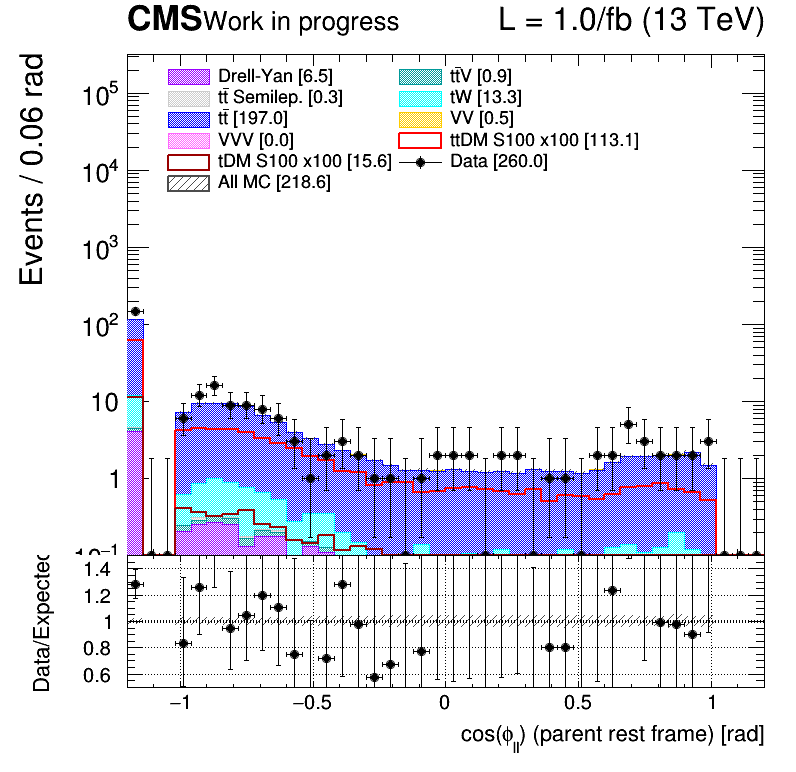 CMS Work in progress L = 1.0/fb (13 TeV)
Events / 0.06 rad
Drell-Yan [6.5] tt̄V [0.9]
tt̄ Semilep. [0.3] tW [13.3]
tt̄ [197.0] VV [0.5]
VVV [0.0] ttDM S100 x100 [113.1]
tDM S100 x100 [15.6] Data [260.0]
All MC [218.6]
10⁵
10⁴
10³
10²
10
1
10⁻¹
Data/Expected
1.4
1.2
1
0.8
0.6
−1 −0.5 0 0.5 1
cos(ϕ_ll) (parent rest frame) [rad]